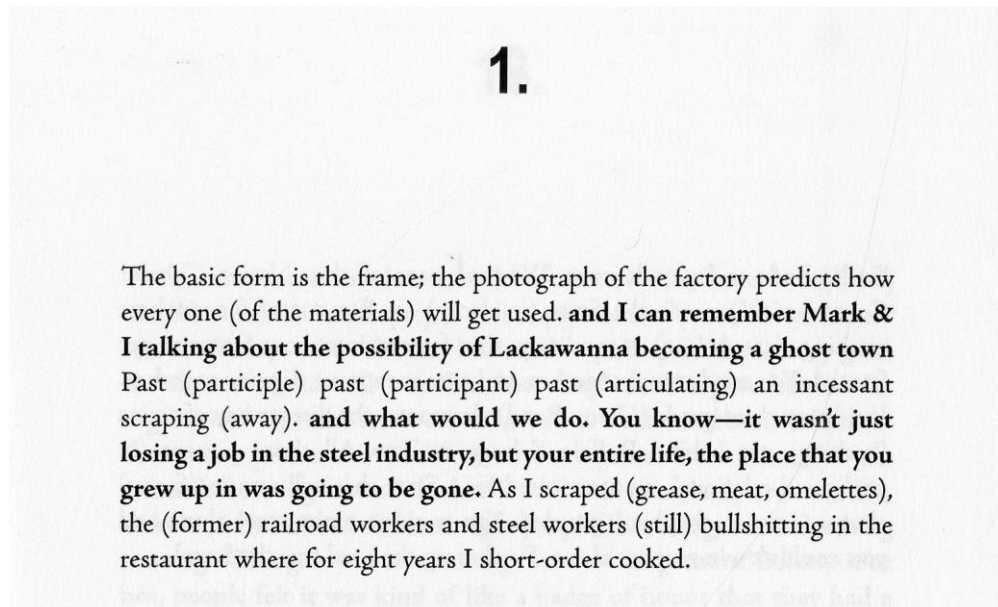 1.
The basic form is the frame; the photograph of the factory predicts how
every one (of the materials) will get used. and I can remember Mark &
I talking about the possibility of Lackawanna becoming a ghost town
Past (participle) past (participant) past (articulating) an incessant
scraping (away). and what would we do. You know—it wasn't just
losing a job in the steel industry, but your entire life, the place that you
grew up in was going to be gone. As I scraped (grease, meat, omelettes),
the (former) railroad workers and steel workers (still) bullshitting in the
restaurant where for eight years I short-order cooked.